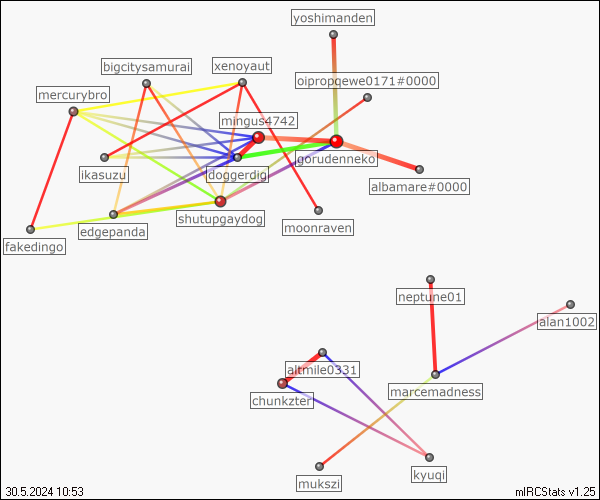 yoshimanden
bigcitysamurai
xenoyaut
oipropqewe0171#0000
mercurybro
mingus4742
gorudenneko
ikasuzu
doggerdig
albamare#0000
shutupgaydog
moonraven
edgepanda
fakedingo
neptune01
alan1002
altmile0331
marcemadness
chunkzter
mukszi
kyuqi
30.5.2024 10:53
mIRCStats v1.25